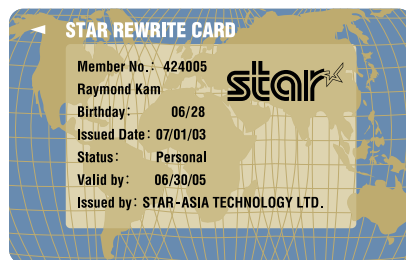 STAR REWRITE CARD
Member No.: 424005
star
Raymond Kam
Birthday: 06/28
Issued Date: 07/01/03
Status: Personal
Valid by: 06/30/05
Issued by: STAR-ASIA TECHNOLOGY LTD.